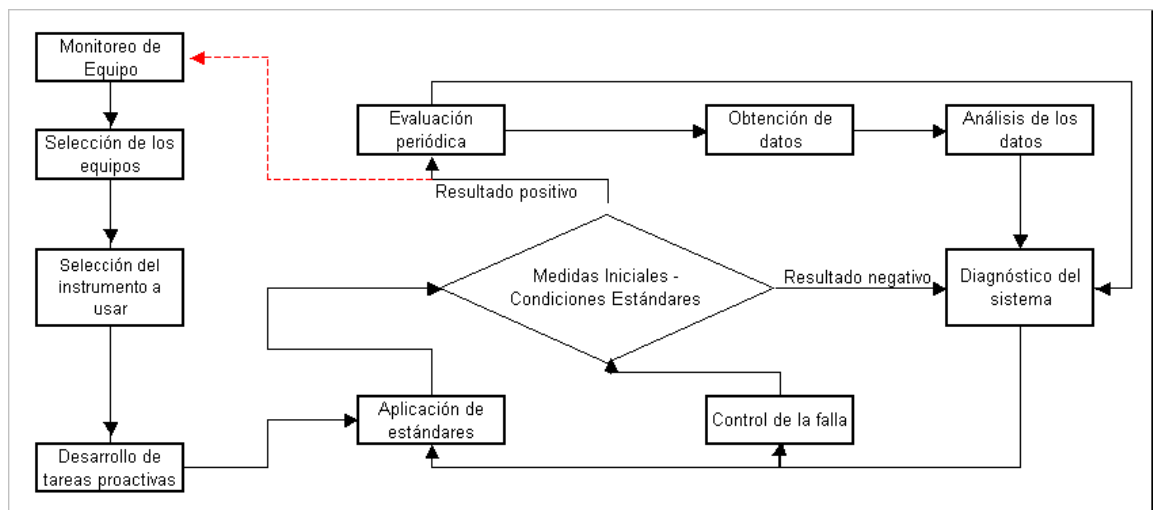 Monitoreo de
Equipo
Selección de los
equipos
Selección del
instrumento a
usar
Desarrollo de
tareas proactivas
Evaluación
periódica
Obtención de
datos
Análisis de los
datos
Resultado positivo
Medidas Iniciales -
Condiciones Estándares
Resultado negativo
Diagnóstico del
sistema
Aplicación de
estándares
Control de la falla